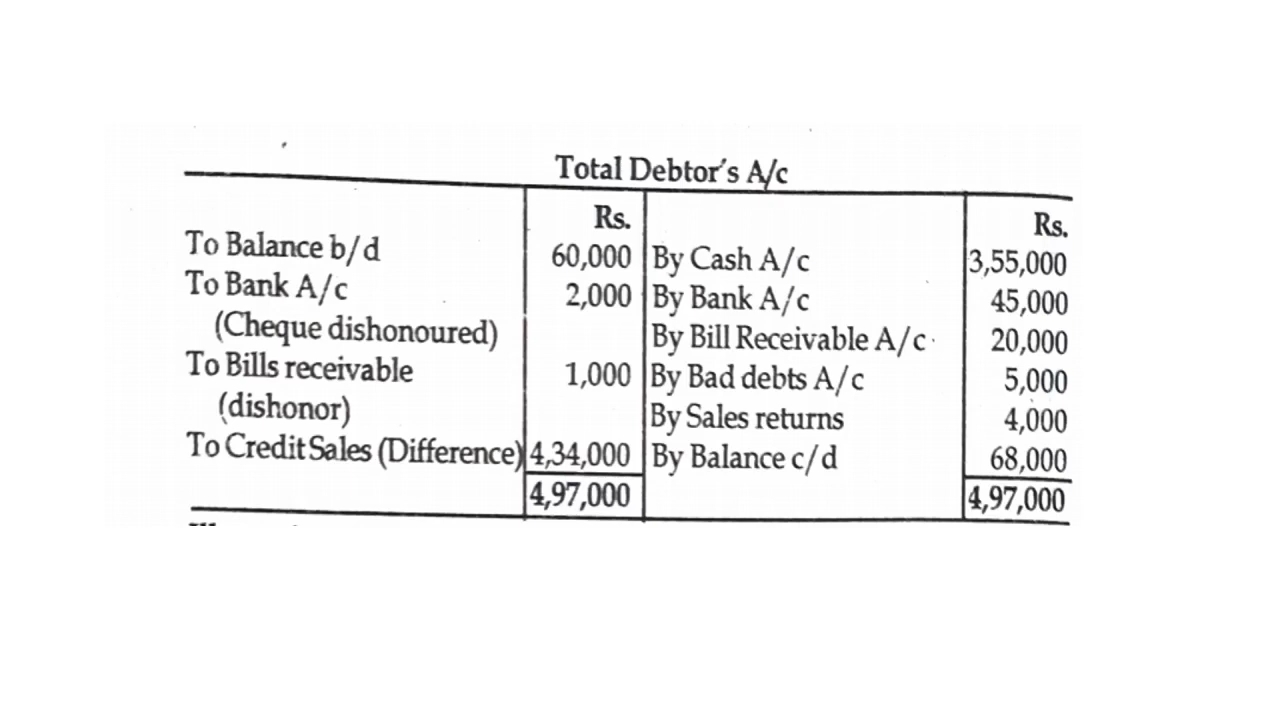 Total Debtor's A/c
Rs. Rs.
To Balance b/d 60,000 By Cash A/c 3,55,000
To Bank A/c 2,000 By Bank A/c 45,000
(Cheque dishonoured) By Bill Receivable A/c 20,000
To Bills receivable 1,000 By Bad debts A/c 5,000
(dishonor) By Sales returns 4,000
To Credit Sales (Difference) 4,34,000 By Balance c/d 68,000
4,97,000 4,97,000